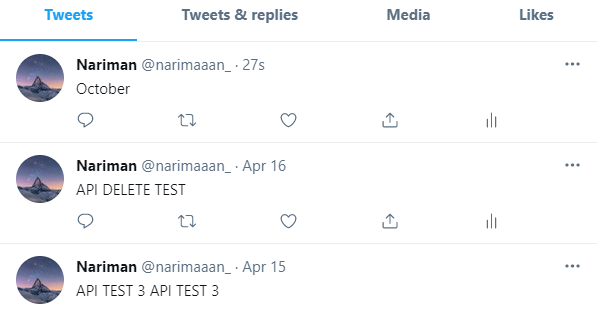 Tweets Tweets & replies Media Likes
Nariman @narimaaan_ · 27s
October
Nariman @narimaaan_ · Apr 16
API DELETE TEST
Nariman @narimaaan_ · Apr 15
API TEST 3 API TEST 3